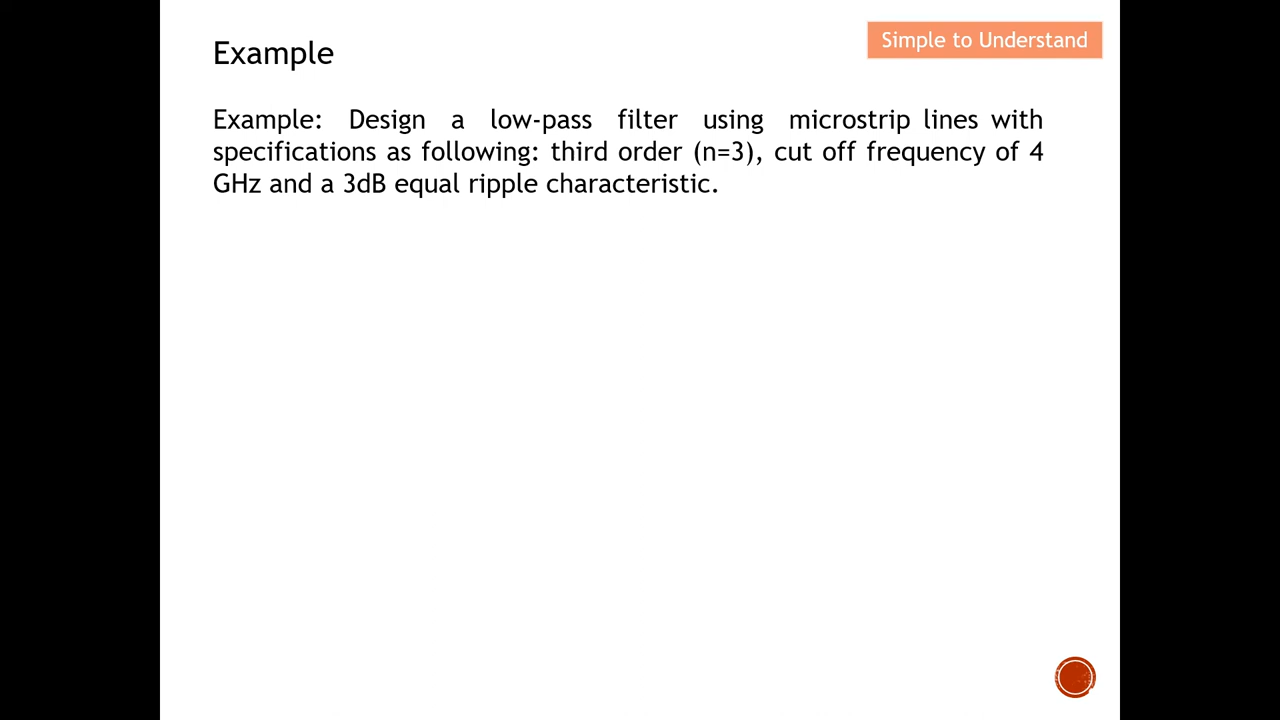 Simple to Understand
Example
Example: Design a low-pass filter using microstrip lines with
specifications as following: third order (n=3), cut off frequency of 4
GHz and a 3dB equal ripple characteristic.